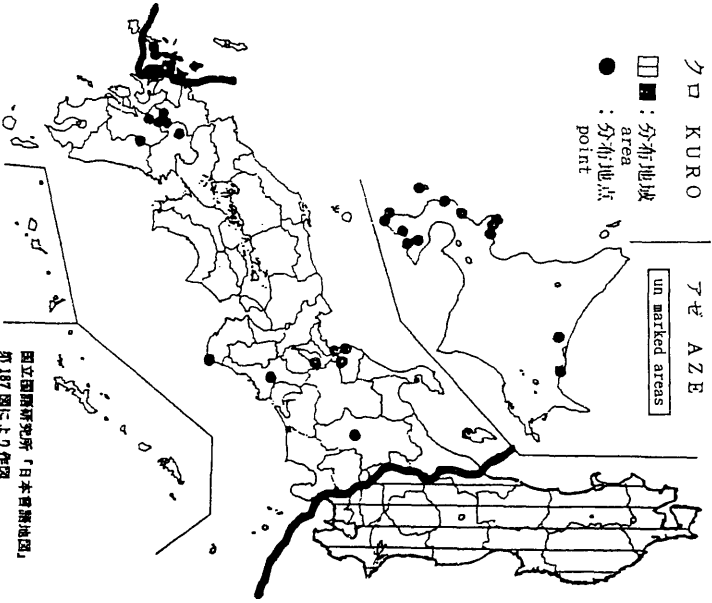 クロ KURO
：分布地域
area
●：分布地点
point
アゼ AZE
un marked areas
国立国語研究所「日本言語地図」
第187図により作図